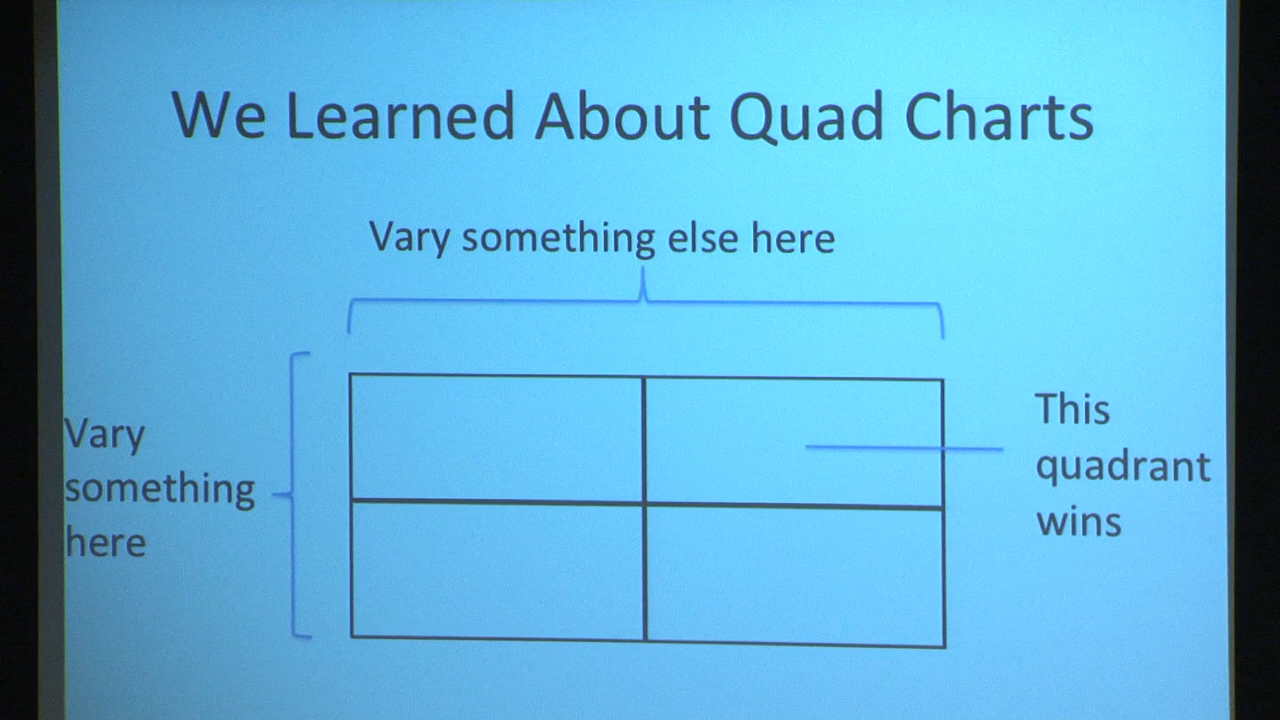 We Learned About Quad Charts
Vary something else here
Vary
something
here
This
quadrant
wins